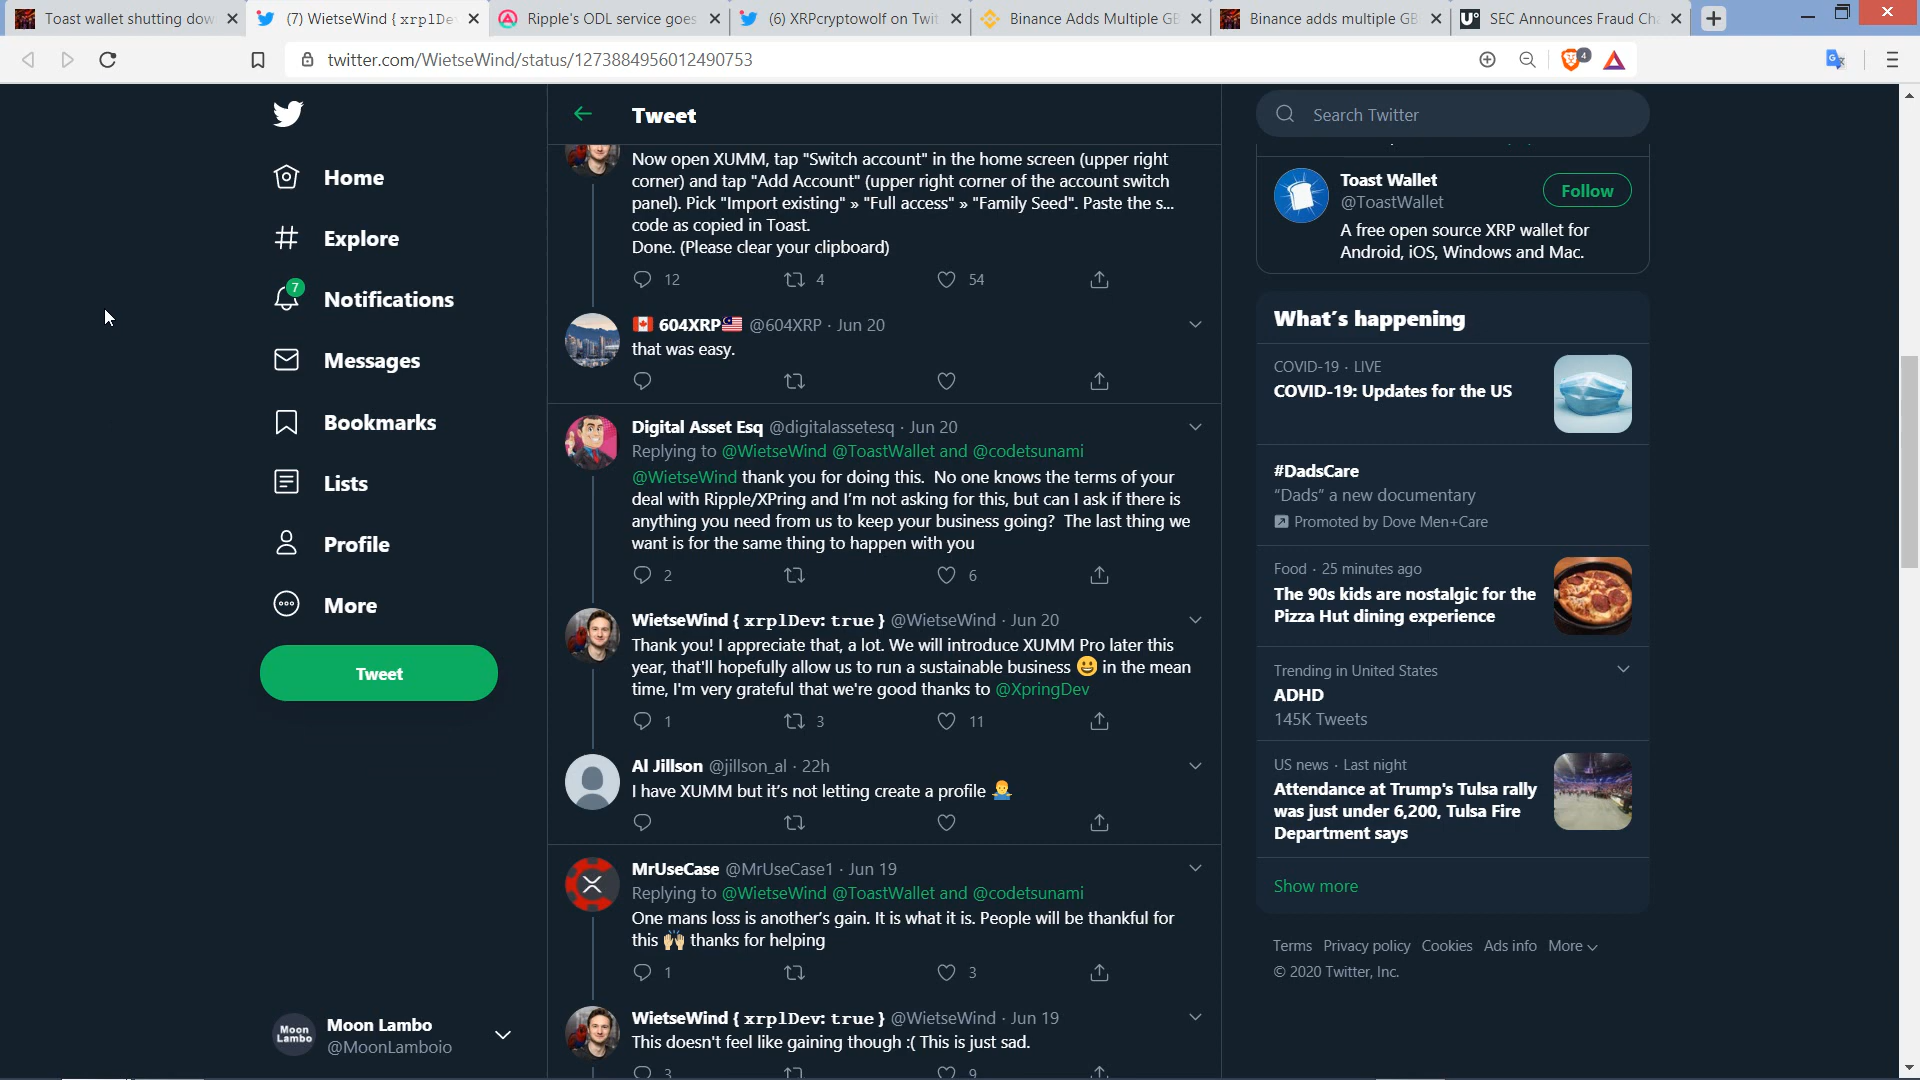 Toast wallet shutting dow
(7) WietseWind { xrplDe
Ripple's ODL service goes
(6) XRPcryptowolf on Twit
Binance Adds Multiple GB
Binance adds multiple GB
SEC Announces Fraud Ch
twitter.com/WietseWind/status/1273884956012490753
4
Home
Explore
7
Notifications
Messages
Bookmarks
Lists
Profile
More
Tweet
Moon Lambo
Moon Lambo
@MoonLamboio
Tweet
Now open XUMM, tap "Switch account" in the home screen (upper right
corner) and tap "Add Account" (upper right corner of the account switch
panel). Pick "Import existing" » "Full access" » "Family Seed". Paste the s...
code as copied in Toast.
Done. (Please clear your clipboard)
12 4 54
604XRP @604XRP · Jun 20
that was easy.
Digital Asset Esq @digitalassetesq · Jun 20
Replying to @WietseWind @ToastWallet and @codetsunami
@WietseWind thank you for doing this. No one knows the terms of your
deal with Ripple/XPring and I'm not asking for this, but can I ask if there is
anything you need from us to keep your business going? The last thing we
want is for the same thing to happen with you
2 6
WietseWind { xrplDev: true } @WietseWind · Jun 20
Thank you! I appreciate that, a lot. We will introduce XUMM Pro later this
year, that'll hopefully allow us to run a sustainable business 😀 in the mean
time, I'm very grateful that we're good thanks to @XpringDev
1 3 11
Al Jillson @jillson_al · 22h
I have XUMM but it's not letting create a profile
MrUseCase @MrUseCase1 · Jun 19
Replying to @WietseWind @ToastWallet and @codetsunami
One mans loss is another's gain. It is what it is. People will be thankful for
this 🙌 thanks for helping
1 3
WietseWind { xrplDev: true } @WietseWind · Jun 19
This doesn't feel like gaining though :( This is just sad.
3 9
Search Twitter
Toast Wallet
@ToastWallet
Follow
A free open source XRP wallet for
Android, iOS, Windows and Mac.
What's happening
COVID-19 · LIVE
COVID-19: Updates for the US
#DadsCare
"Dads" a new documentary
Promoted by Dove Men+Care
Food · 25 minutes ago
The 90s kids are nostalgic for the
Pizza Hut dining experience
Trending in United States
ADHD
145K Tweets
US news · Last night
Attendance at Trump's Tulsa rally
was just under 6,200, Tulsa Fire
Department says
Show more
Terms Privacy policy Cookies Ads info More
© 2020 Twitter, Inc.